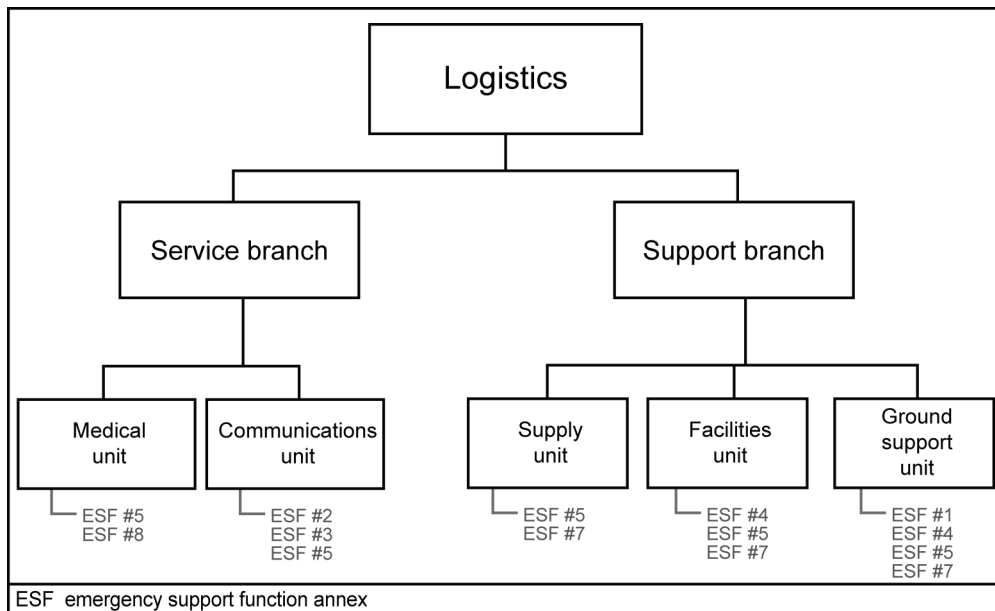 Logistics
Service branch
Support branch
Medical
unit
Communications
unit
Supply
unit
Facilities
unit
Ground
support
unit
ESF #5
ESF #8
ESF #2
ESF #3
ESF #5
ESF #5
ESF #7
ESF #4
ESF #5
ESF #7
ESF #1
ESF #4
ESF #5
ESF #7
ESF emergency support function annex